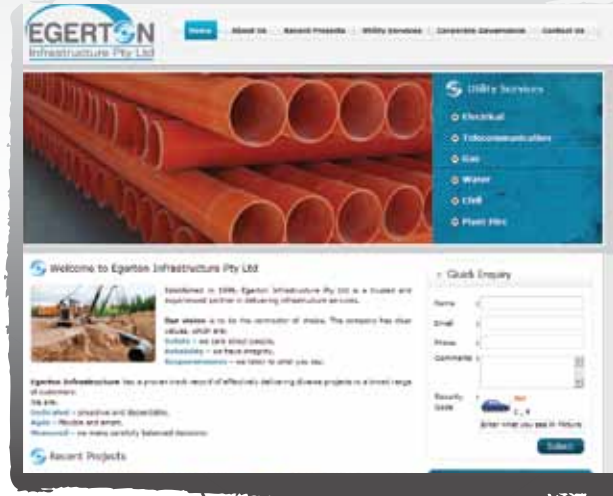 EGERTON
Infrastructure Pty Ltd
Home About Us Recent Projects Utility Services Corporate Governance Contact Us
Utility Services
Electrical
Telecommunication
Gas
Water
Civil
Plant Hire
Welcome to Egerton Infrastructure Pty Ltd
Established in 1996, Egerton Infrastructure Pty Ltd is a trusted and
experienced partner in delivering infrastructure services.
Our vision is to be the contractor of choice. The company has clear
values, which are:
Safety – we care about people,
Reliability – we have integrity,
Responsiveness – we listen to what you say.
Egerton Infrastructure has a proven track record of effectively delivering diverse projects to a broad range
of customers.
We are:
Dedicated – proactive and dependable,
Agile – flexible and smart,
Measured – we make carefully balanced decisions.
Recent Projects
Quick Enquiry
Name :
Email :
Phone :
Comments :
Security :
Code
Enter what you see in Picture
Submit